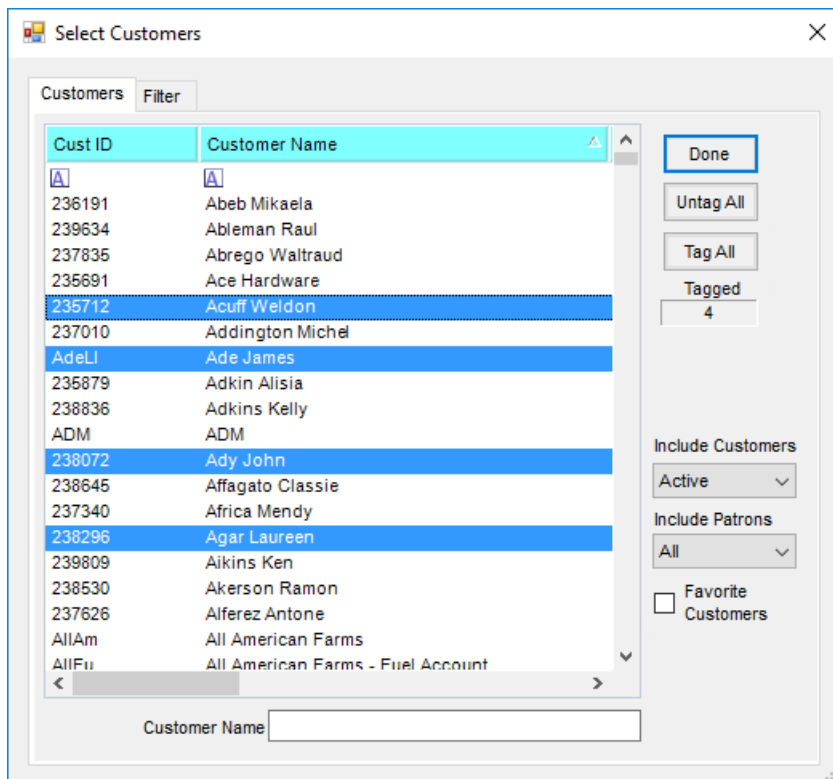 Select Customers
Customers Filter
Cust ID Customer Name
A A
236191 Abeb Mikaela
239634 Ableman Raul
237835 Abrego Waltraud
235691 Ace Hardware
235712 Acuff Weldon
237010 Addington Michel
AdeLI Ade James
235879 Adkin Alisia
238836 Adkins Kelly
ADM ADM
238072 Ady John
238645 Affagato Classie
237340 Africa Mendy
238296 Agar Laureen
239809 Aikins Ken
238530 Akerson Ramon
237626 Alferez Antone
AllAm All American Farms
AllFu All American Farms - Fuel Account
Customer Name
Done
Untag All
Tag All
Tagged
4
Include Customers
Active
Include Patrons
All
Favorite
Customers